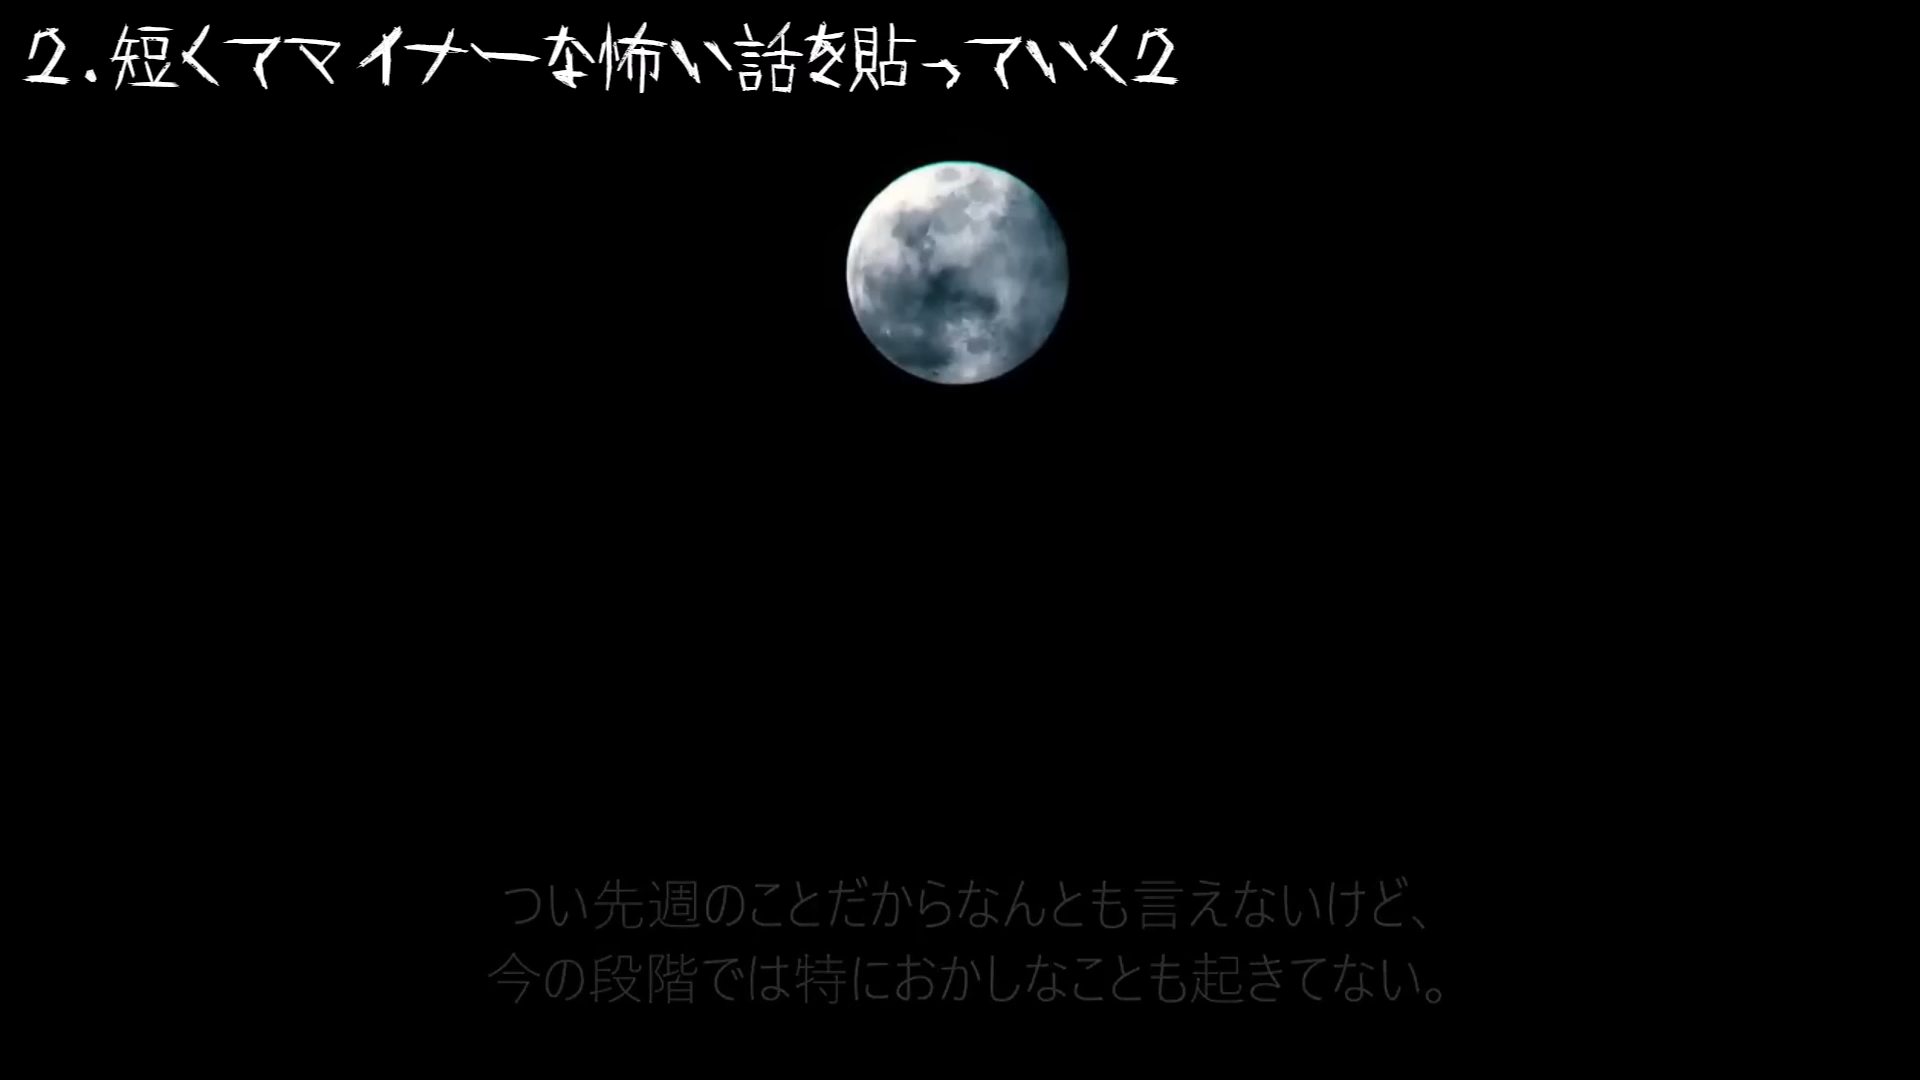 2.短くてマイナーな怖い話を貼っていく2
つい先週のことだからなんとも言えないけど、
今の段階では特におかしなことも起きてない。